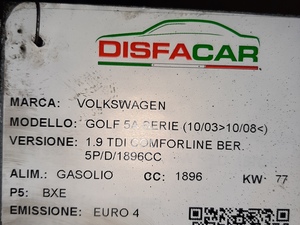 DISFACAR
MARCA: VOLKSWAGEN
MODELLO: GOLF 5A SERIE (10/03>10/08<)
VERSIONE: 1.9 TDI COMFORLINE BER.
5P/D/1896CC
ALIM.: GASOLIO CC: 1896 KW: 77
P5: BXE
EMISSIONE: EURO 4